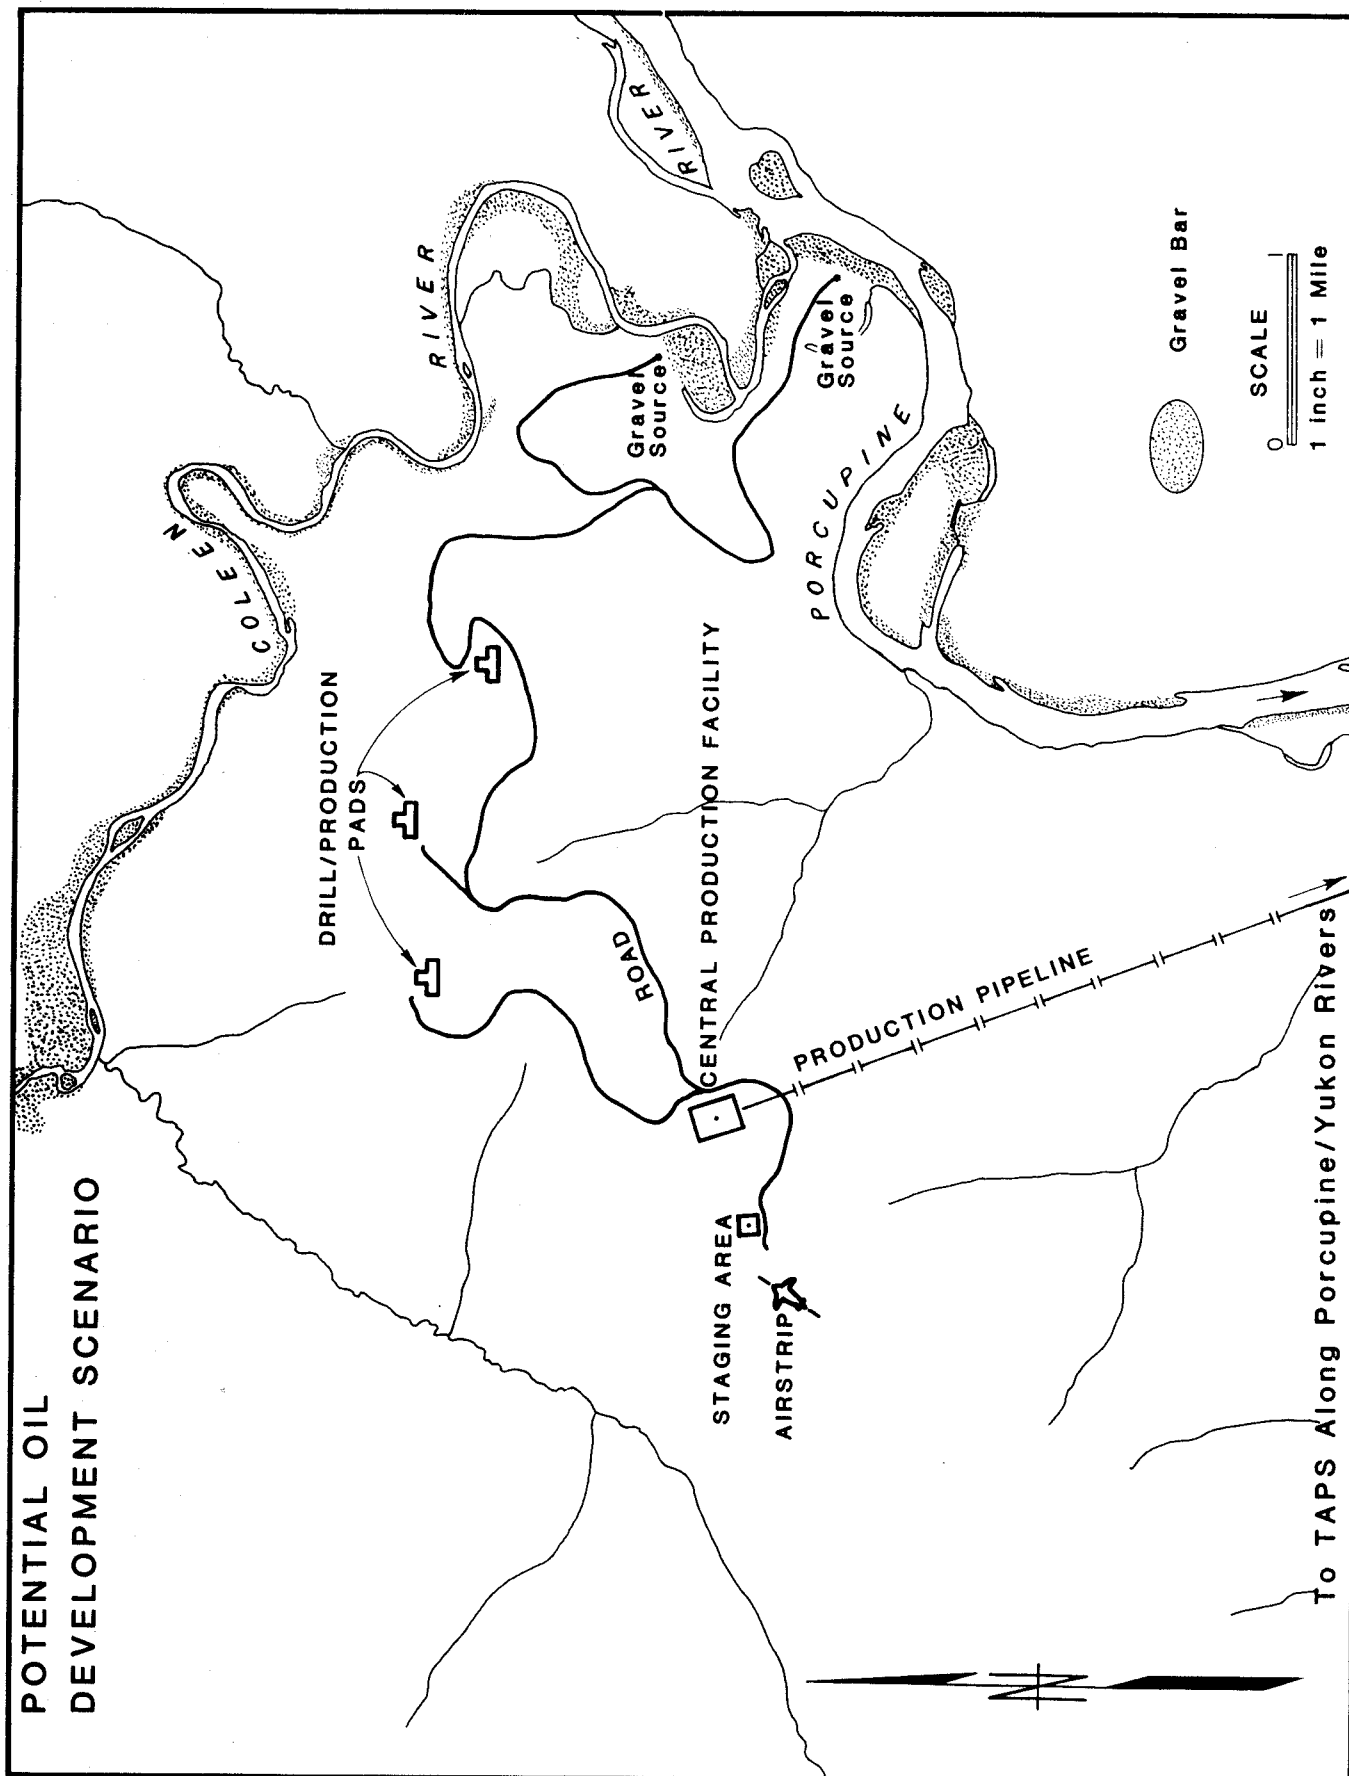 POTENTIAL OIL
DEVELOPMENT SCENARIO
COLEEN
RIVER
RIVER
DRILL/PRODUCTION
PADS
Gravel
Source
Gravel
Source
PORCUPINE
ROAD
CENTRAL PRODUCTION FACILITY
STAGING AREA
AIRSTRIP
PRODUCTION PIPELINE
Gravel Bar
SCALE
0 1
1 inch = 1 Mile
N
To TAPS Along Porcupine/Yukon Rivers